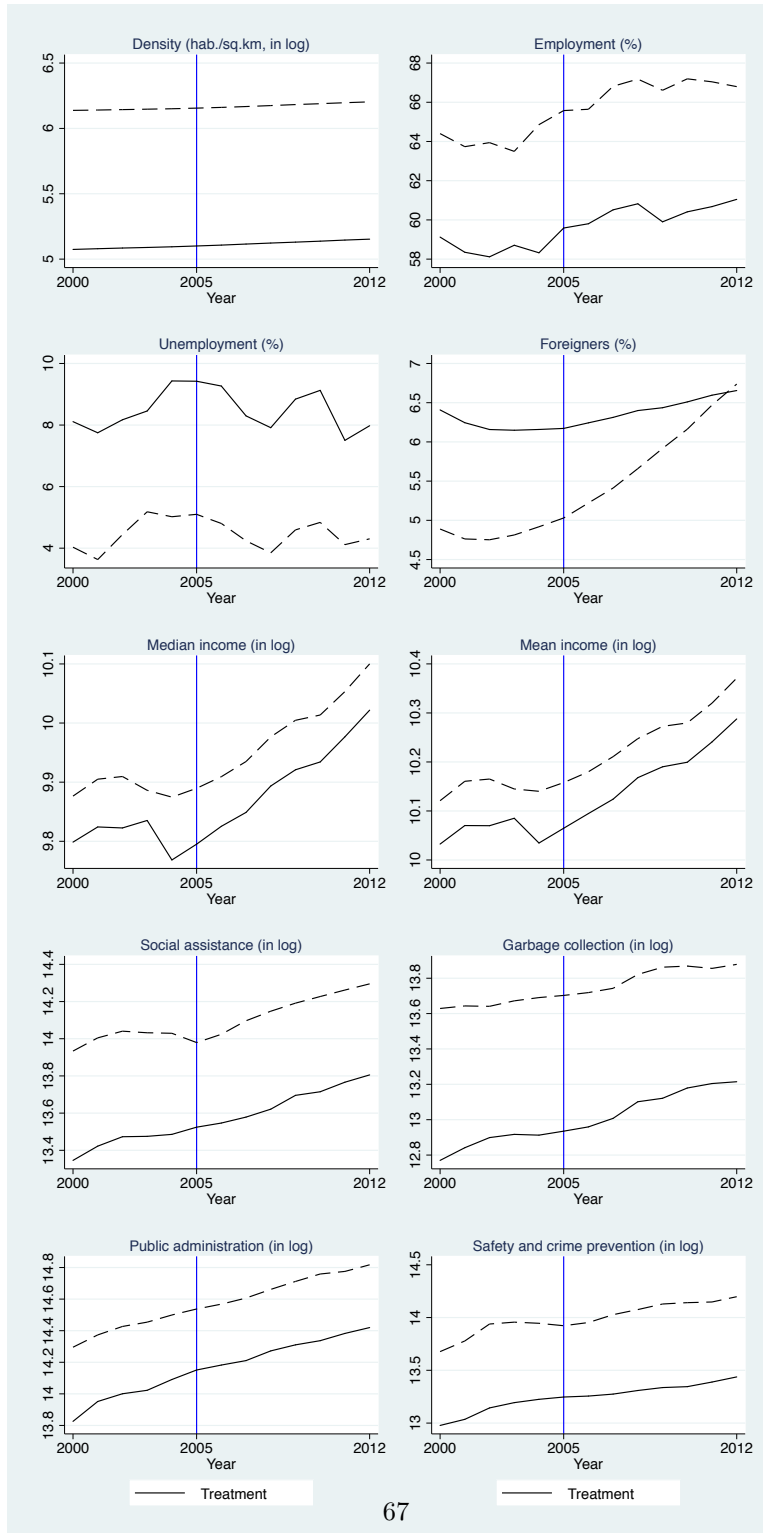 Density (hab./sq.km, in log)
6.5
6
5.5
5
2000 2005 2012
Year
Employment (%)
68
66
64
62
60
58
2000 2005 2012
Year
Unemployment (%)
10
8
6
4
2000 2005 2012
Year
Foreigners (%)
7
6.5
6
5.5
5
4.5
2000 2005 2012
Year
Median income (in log)
10.1
10
9.9
9.8
2000 2005 2012
Year
Mean income (in log)
10.4
10.3
10.2
10.1
10
2000 2005 2012
Year
Social assistance (in log)
14.4
14.2
14
13.8
13.6
13.4
2000 2005 2012
Year
Garbage collection (in log)
13.8
13.6
13.4
13.2
13
12.8
2000 2005 2012
Year
Public administration (in log)
14.8
14.6
14.4
14.2
14
13.8
2000 2005 2012
Year
Safety and crime prevention (in log)
14.5
14
13.5
13
2000 2005 2012
Year
Treatment
Treatment
67